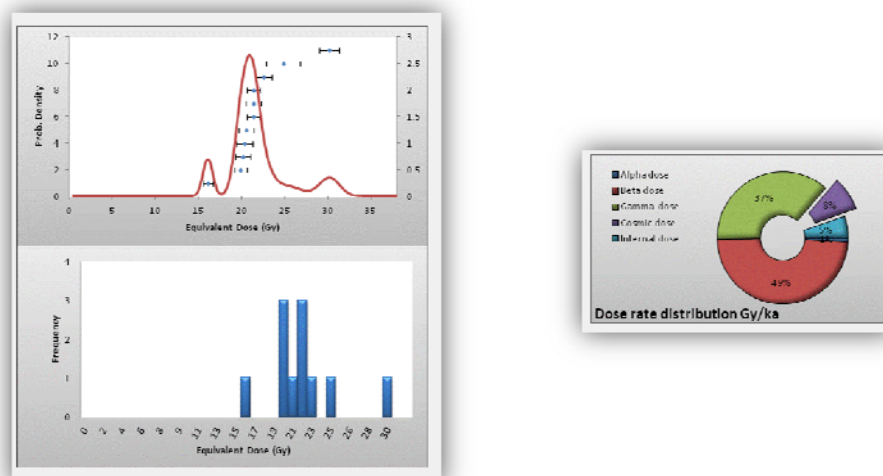 12 10 8 6 4 2 0
Prob. Density
3 2.5 2 1.5 1 0.5 0
0 5 10 15 20 25 30 35
Equivalent Dose (Gy)
4 3 2 1 0
Frequency
0 2 4 6 8 9 11 13 15 17 19 21 23 25 26 28 30
Equivalent Dose (Gy)
Alpha dose
Beta dose
Gamma dose
Cosmic dose
Internal dose
37%
8%
5%
1%
49%
Dose rate distribution Gy/ka